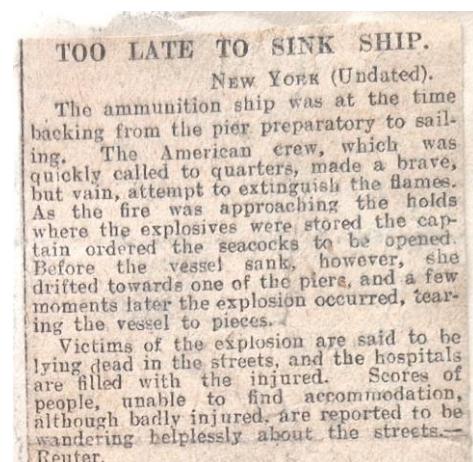 TOO LATE TO SINK SHIP.
NEW YORK (Undated).
The ammunition ship was at the time
backing from the pier preparatory to sail-
ing. The American crew, which was
quickly called to quarters, made a brave,
but vain, attempt to extinguish the flames.
As the fire was approaching the holds
where the explosives were stored the cap-
tain ordered the seacocks to be opened.
Before the vessel sank, however, she
drifted towards one of the piers, and a few
moments later the explosion occurred, tear-
ing the vessel to pieces.
Victims of the explosion are said to be
lying dead in the streets, and the hospitals
are filled with the injured. Scores of
people, unable to find accommodation,
although badly injured, are reported to be
wandering helplessly about the streets.—
Reuter.